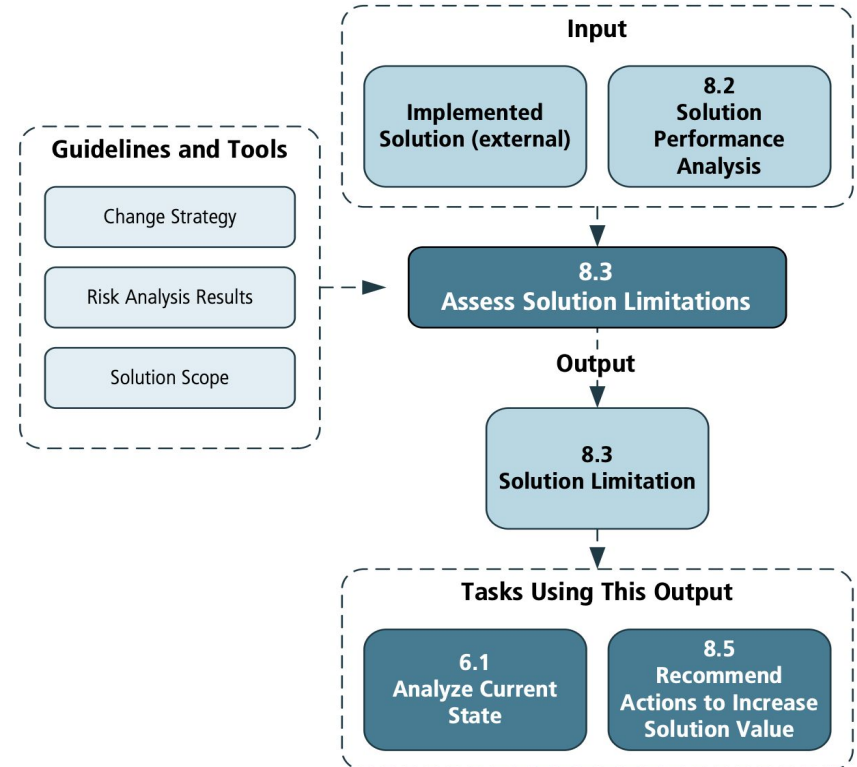 Input
Implemented
Solution (external)
8.2
Solution
Performance
Analysis
Guidelines and Tools
Change Strategy
Risk Analysis Results
Solution Scope
8.3
Assess Solution Limitations
Output
8.3
Solution Limitation
Tasks Using This Output
6.1
Analyze Current
State
8.5
Recommend
Actions to Increase
Solution Value